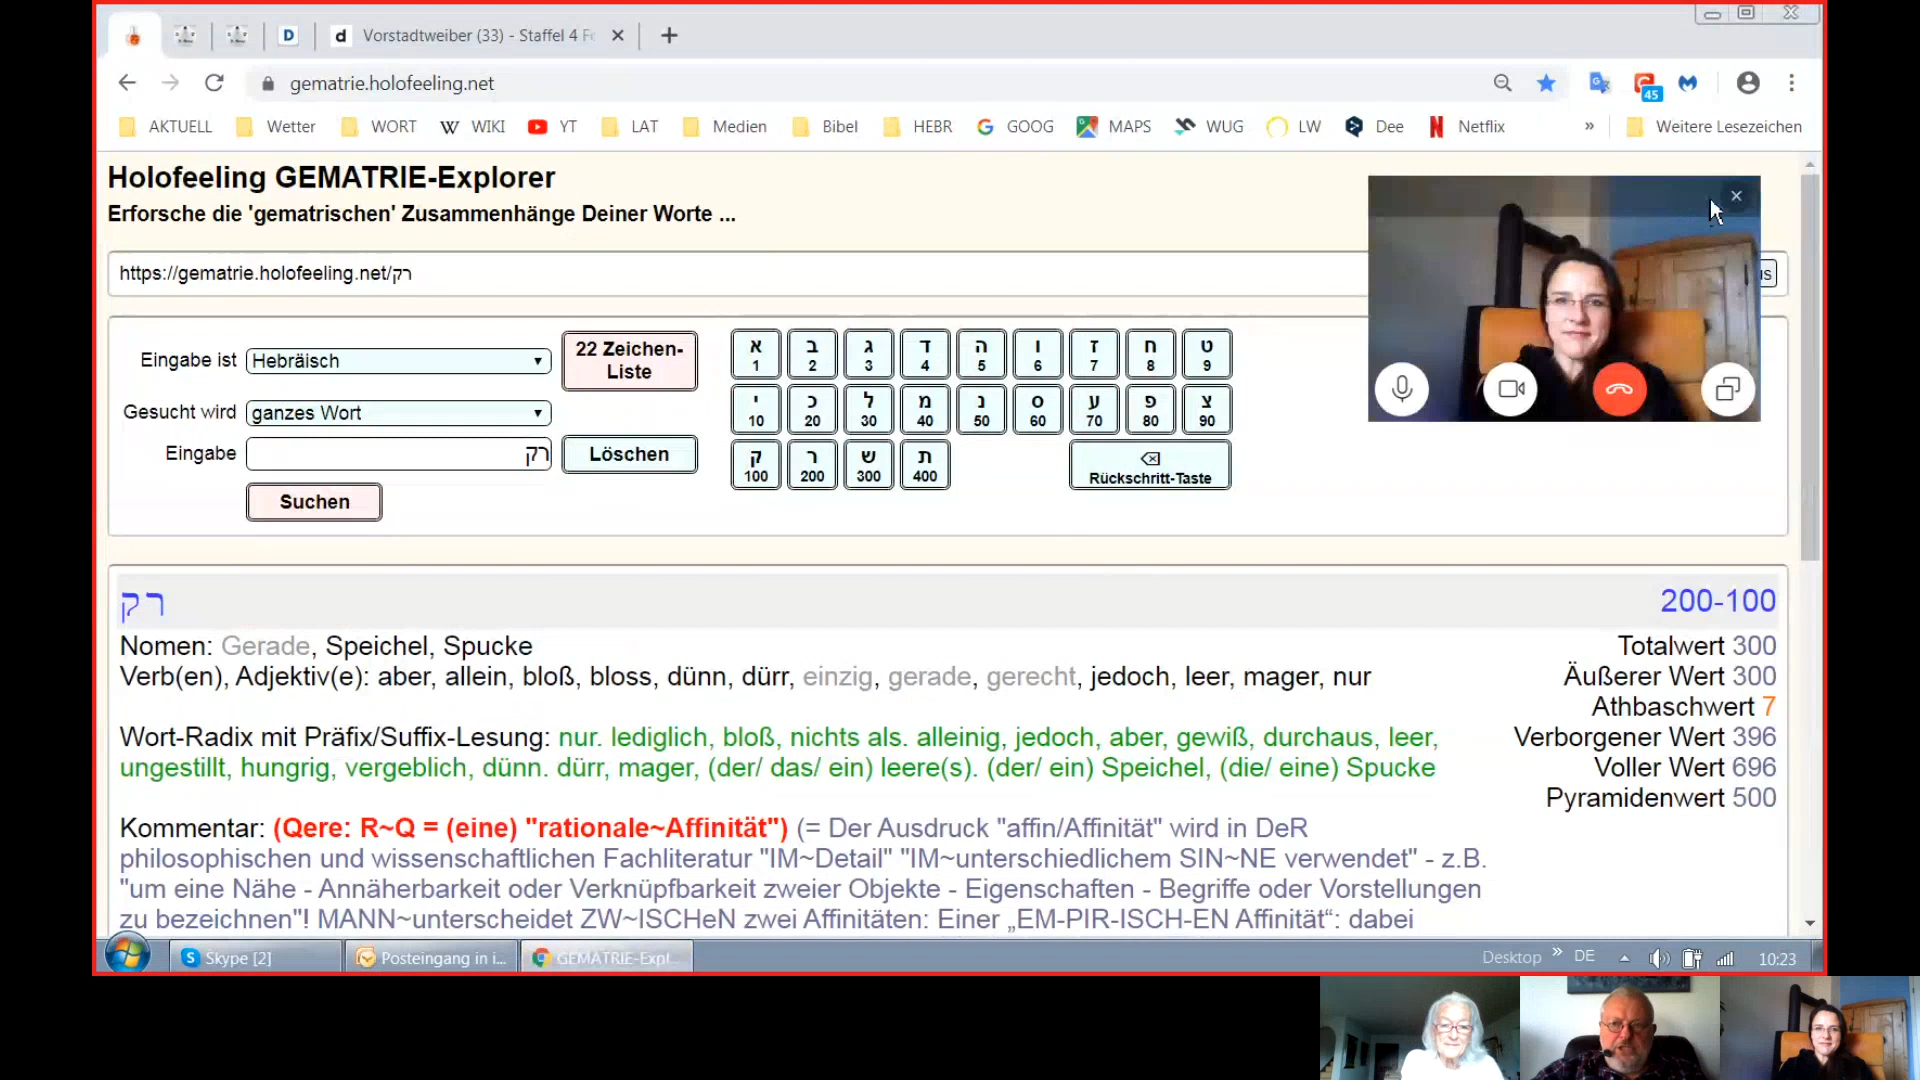 D
d Vorstadtweiber (33) - Staffel 4 F
gematrie.holofeeling.net
45
AKTUELL Wetter WORT WIKI YT LAT Medien Bibel HEBR GOOG MAPS WUG LW Dee Netflix » Weitere Lesezeichen
Holofeeling GEMATRIE-Explorer
Erforsche die 'gematrischen' Zusammenhänge Deiner Worte ...
https://gematrie.holofeeling.net/רק
us
Eingabe ist Hebräisch
22 Zeichen-
Liste
Gesucht wird ganzes Wort
Eingabe רק Löschen
Suchen
א ב ג ד ה ו ז ח ט
1 2 3 4 5 6 7 8 9
י כ ל מ נ ס ע פ צ
10 20 30 40 50 60 70 80 90
ק ר ש ת
100 200 300 400 Rückschritt-Taste
רק 200-100
Nomen: Gerade, Speichel, Spucke
Verb(en), Adjektiv(e): aber, allein, bloß, bloss, dünn, dürr, einzig, gerade, gerecht, jedoch, leer, mager, nur
Wort-Radix mit Präfix/Suffix-Lesung: nur. lediglich, bloß, nichts als. alleinig, jedoch, aber, gewiß, durchaus, leer,
ungestillt, hungrig, vergeblich, dünn. dürr, mager, (der/ das/ ein) leere(s). (der/ ein) Speichel, (die/ eine) Spucke
Kommentar: (Qere: R~Q = (eine) "rationale~Affinität") (= Der Ausdruck "affin/Affinität" wird in DeR
philosophischen und wissenschaftlichen Fachliteratur "IM~Detail" "IM~unterschiedlichem SIN~NE verwendet" - z.B.
"um eine Nähe - Annäherbarkeit oder Verknüpfbarkeit zweier Objekte - Eigenschaften - Begriffe oder Vorstellungen
zu bezeichnen"! MANN~unterscheidet ZW~ISCHeN zwei Affinitäten: Einer „EM-PIR-ISCH-EN Affinität“: dabei
Totalwert 300
Äußerer Wert 300
Athbaschwert 7
Verborgener Wert 396
Voller Wert 696
Pyramidenwert 500
Skype [2] Posteingang in i... GEMATRIE-Expl... Desktop » DE 10:23